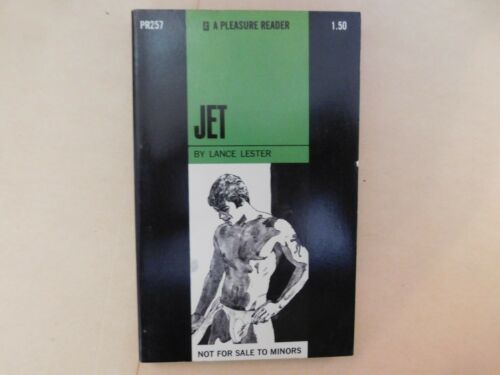 PR257 A PLEASURE READER 1.50
JET
BY LANCE LESTER
NOT FOR SALE TO MINORS